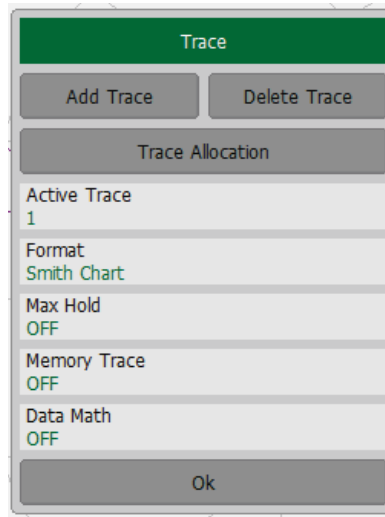 Trace
Add Trace Delete Trace
Trace Allocation
Active Trace
1
Format
Smith Chart
Max Hold
OFF
Memory Trace
OFF
Data Math
OFF
Ok